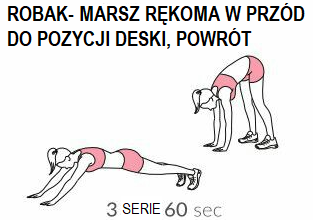 ROBAK- MARSZ RĘKOMA W PRZÓD
DO POZYCJI DESKI, POWRÓT
3 SERIE 60 sec